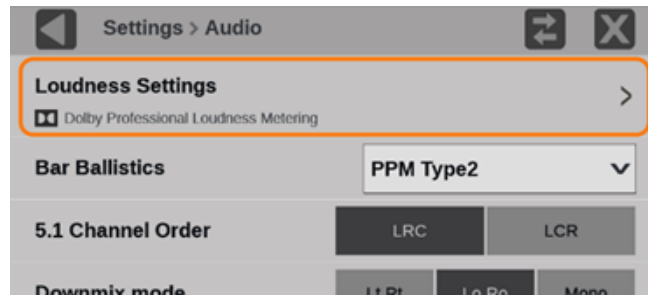 Settings > Audio
Loudness Settings
Dolby Professional Loudness Metering
Bar Ballistics PPM Type2
5.1 Channel Order LRC LCR
Downmix mode Lt Rt Lo Ro Mono